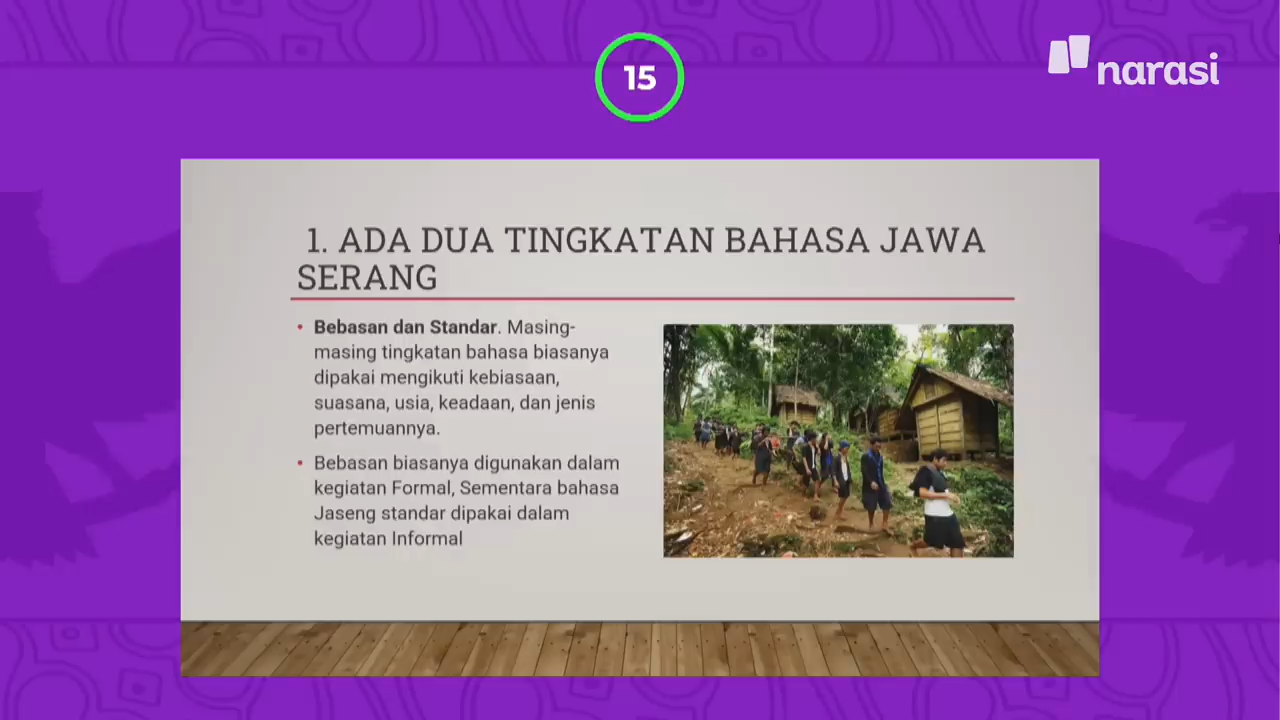 15
narasi
1. ADA DUA TINGKATAN BAHASA JAWA
SERANG
• Bebasan dan Standar. Masing-
masing tingkatan bahasa biasanya
dipakai mengikuti kebiasaan,
suasana, usia, keadaan, dan jenis
pertemuannya.
• Bebasan biasanya digunakan dalam
kegiatan Formal, Sementara bahasa
Jaseng standar dipakai dalam
kegiatan Informal